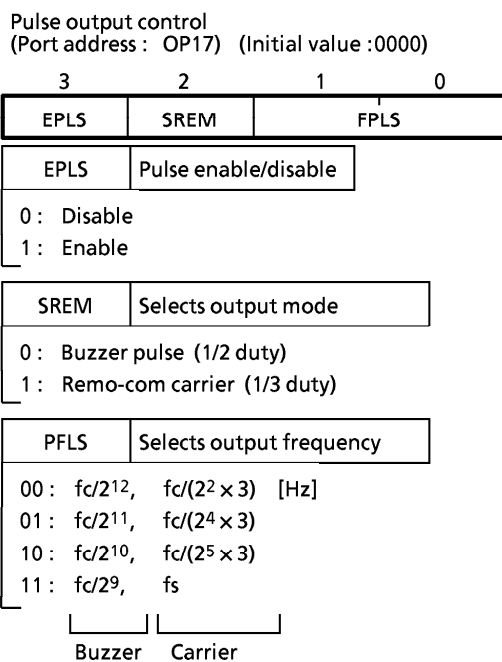 Pulse output control
(Port address : OP17) (Initial value :0000)
3 2 1 0
EPLS SREM FPLS
EPLS Pulse enable/disable
0 : Disable
1 : Enable
SREM Selects output mode
0 : Buzzer pulse (1/2 duty)
1 : Remo-com carrier (1/3 duty)
PFLS Selects output frequency
00 : fc/2¹², fc/(2² × 3) [Hz]
01 : fc/2¹¹, fc/(2⁴ × 3)
10 : fc/2¹⁰, fc/(2⁵ × 3)
11 : fc/2⁹, fs
Buzzer Carrier